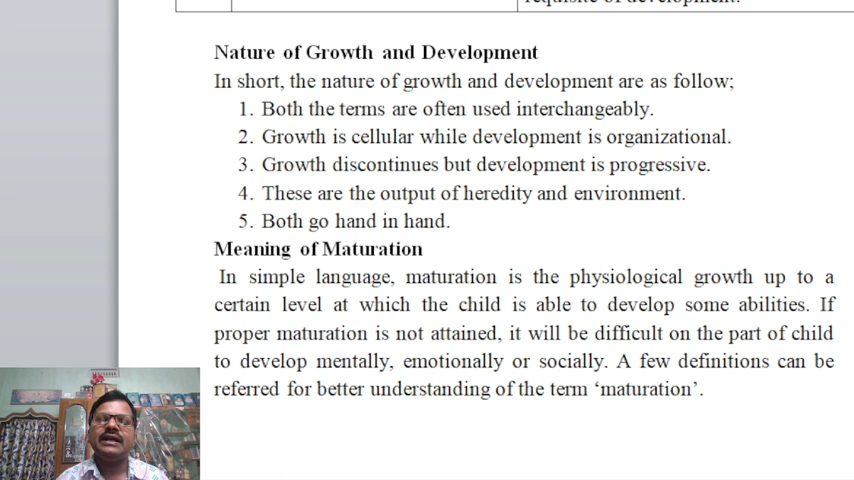 requisite of development.
Nature of Growth and Development
In short, the nature of growth and development are as follow;
1. Both the terms are often used interchangeably.
2. Growth is cellular while development is organizational.
3. Growth discontinues but development is progressive.
4. These are the output of heredity and environment.
5. Both go hand in hand.
Meaning of Maturation
In simple language, maturation is the physiological growth up to a
certain level at which the child is able to develop some abilities. If
proper maturation is not attained, it will be difficult on the part of child
to develop mentally, emotionally or socially. A few definitions can be
referred for better understanding of the term ‘maturation’.